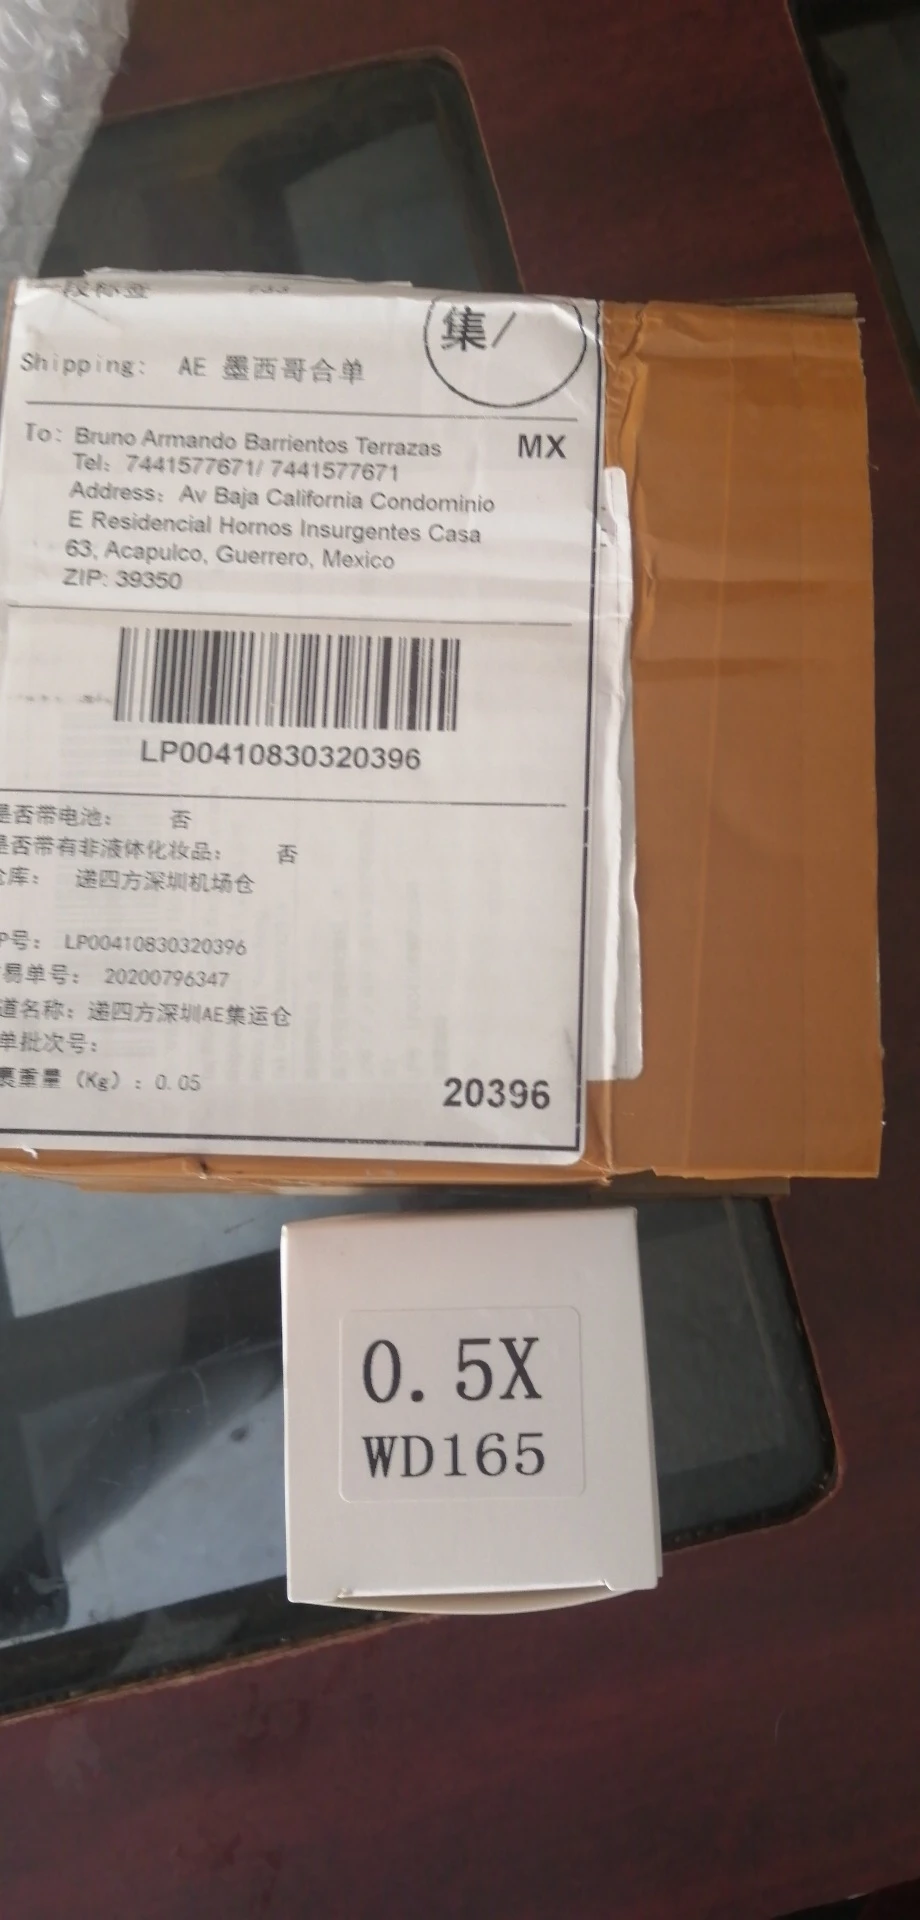 一段标签
集/
Shipping: AE 墨西哥合单
To: Bruno Armando Barrientos Terrazas MX
Tel: 7441577671/ 7441577671
Address: Av Baja California Condominio
E Residencial Hornos Insurgentes Casa
63, Acapulco, Guerrero, Mexico
ZIP: 39350
LP00410830320396
是否带电池: 否
是否带有非液体化妆品: 否
仓库: 递四方深圳机场仓
P号: LP00410830320396
易单号: 20200796347
道名称: 递四方深圳AE集运仓
单批次号:
裹重量 (Kg) : 0.05
20396
0.5X
WD165